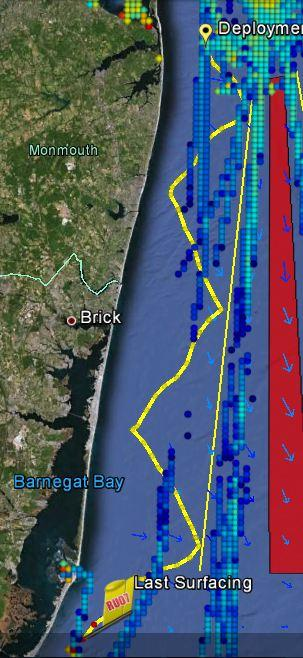 Deploymen
Monmouth
Brick
Barnegat Bay
Last Surfacing
RU07